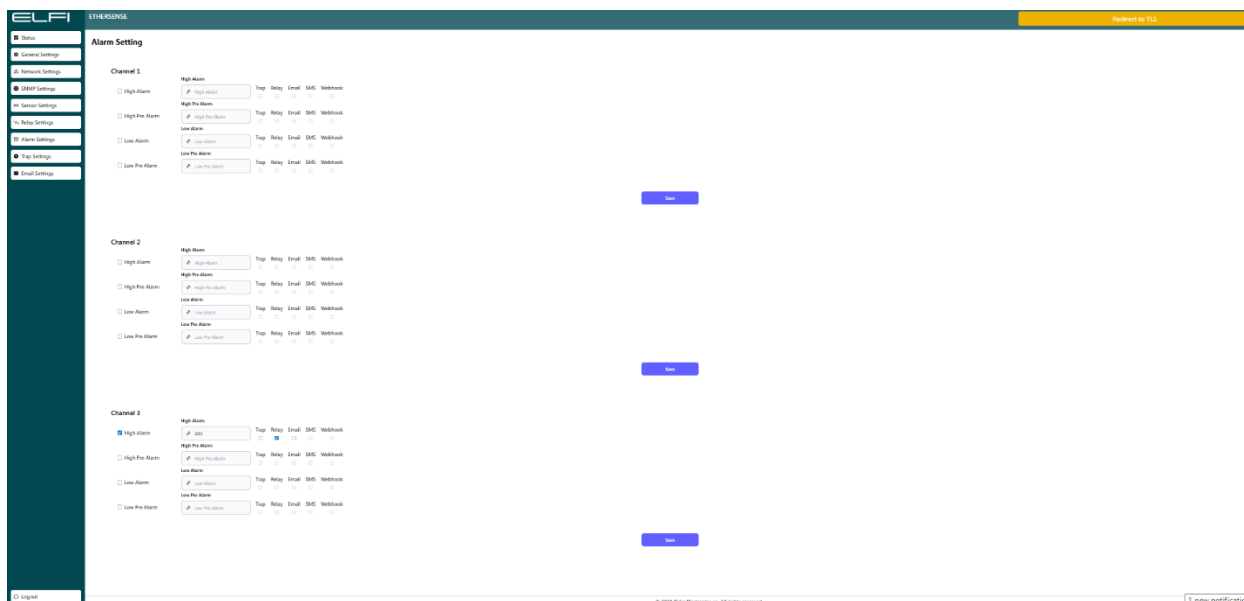 ELFI
ETHERSENSE
Redirect to TLS
Status
General Settings
Network Settings
SNMP Settings
Sensor Settings
Relay Settings
Alarm Settings
Trap Settings
Email Settings
Logout
Alarm Setting
Channel 1
High Alarm
High Alarm High Alarm Trap Relay Email SMS Webhook
High Pre Alarm
High Pre Alarm High Pre Alarm Trap Relay Email SMS Webhook
Low Alarm
Low Alarm Low Alarm Trap Relay Email SMS Webhook
Low Pre Alarm
Low Pre Alarm Low Pre Alarm Trap Relay Email SMS Webhook
Save
Channel 2
High Alarm
High Alarm High Alarm Trap Relay Email SMS Webhook
High Pre Alarm
High Pre Alarm High Pre Alarm Trap Relay Email SMS Webhook
Low Alarm
Low Alarm Low Alarm Trap Relay Email SMS Webhook
Low Pre Alarm
Low Pre Alarm Low Pre Alarm Trap Relay Email SMS Webhook
Save
Channel 3
High Alarm
High Alarm Trap Relay Email SMS Webhook
High Pre Alarm
High Pre Alarm High Pre Alarm Trap Relay Email SMS Webhook
Low Alarm
Low Alarm Low Alarm Trap Relay Email SMS Webhook
Low Pre Alarm
Low Pre Alarm Low Pre Alarm Trap Relay Email SMS Webhook
Save
1 new